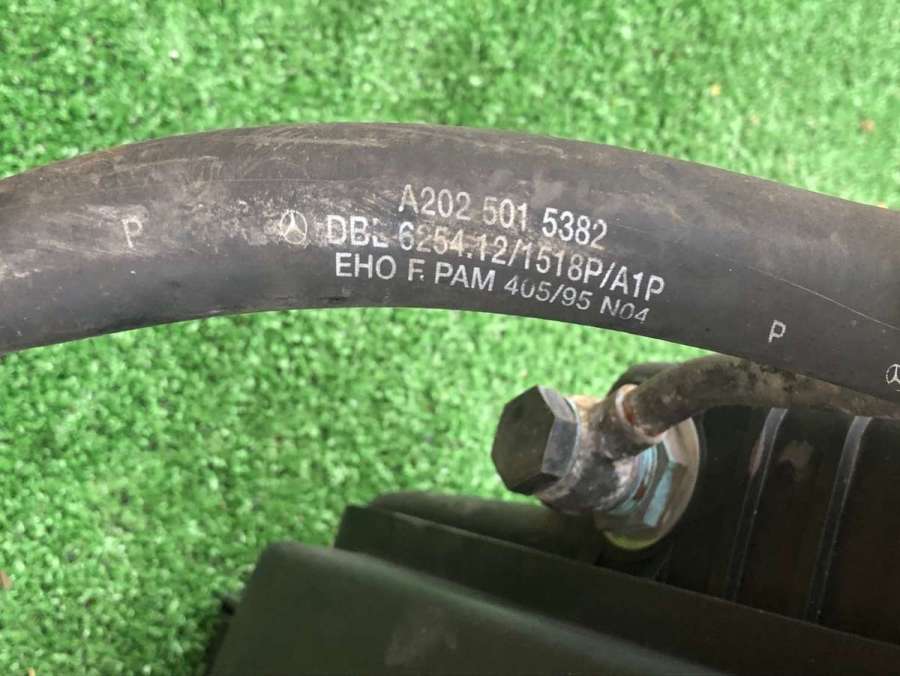 A202 501 5382
P DBL 6254.12/1518P/A1P
EHO F. PAM 405/95 N04
P